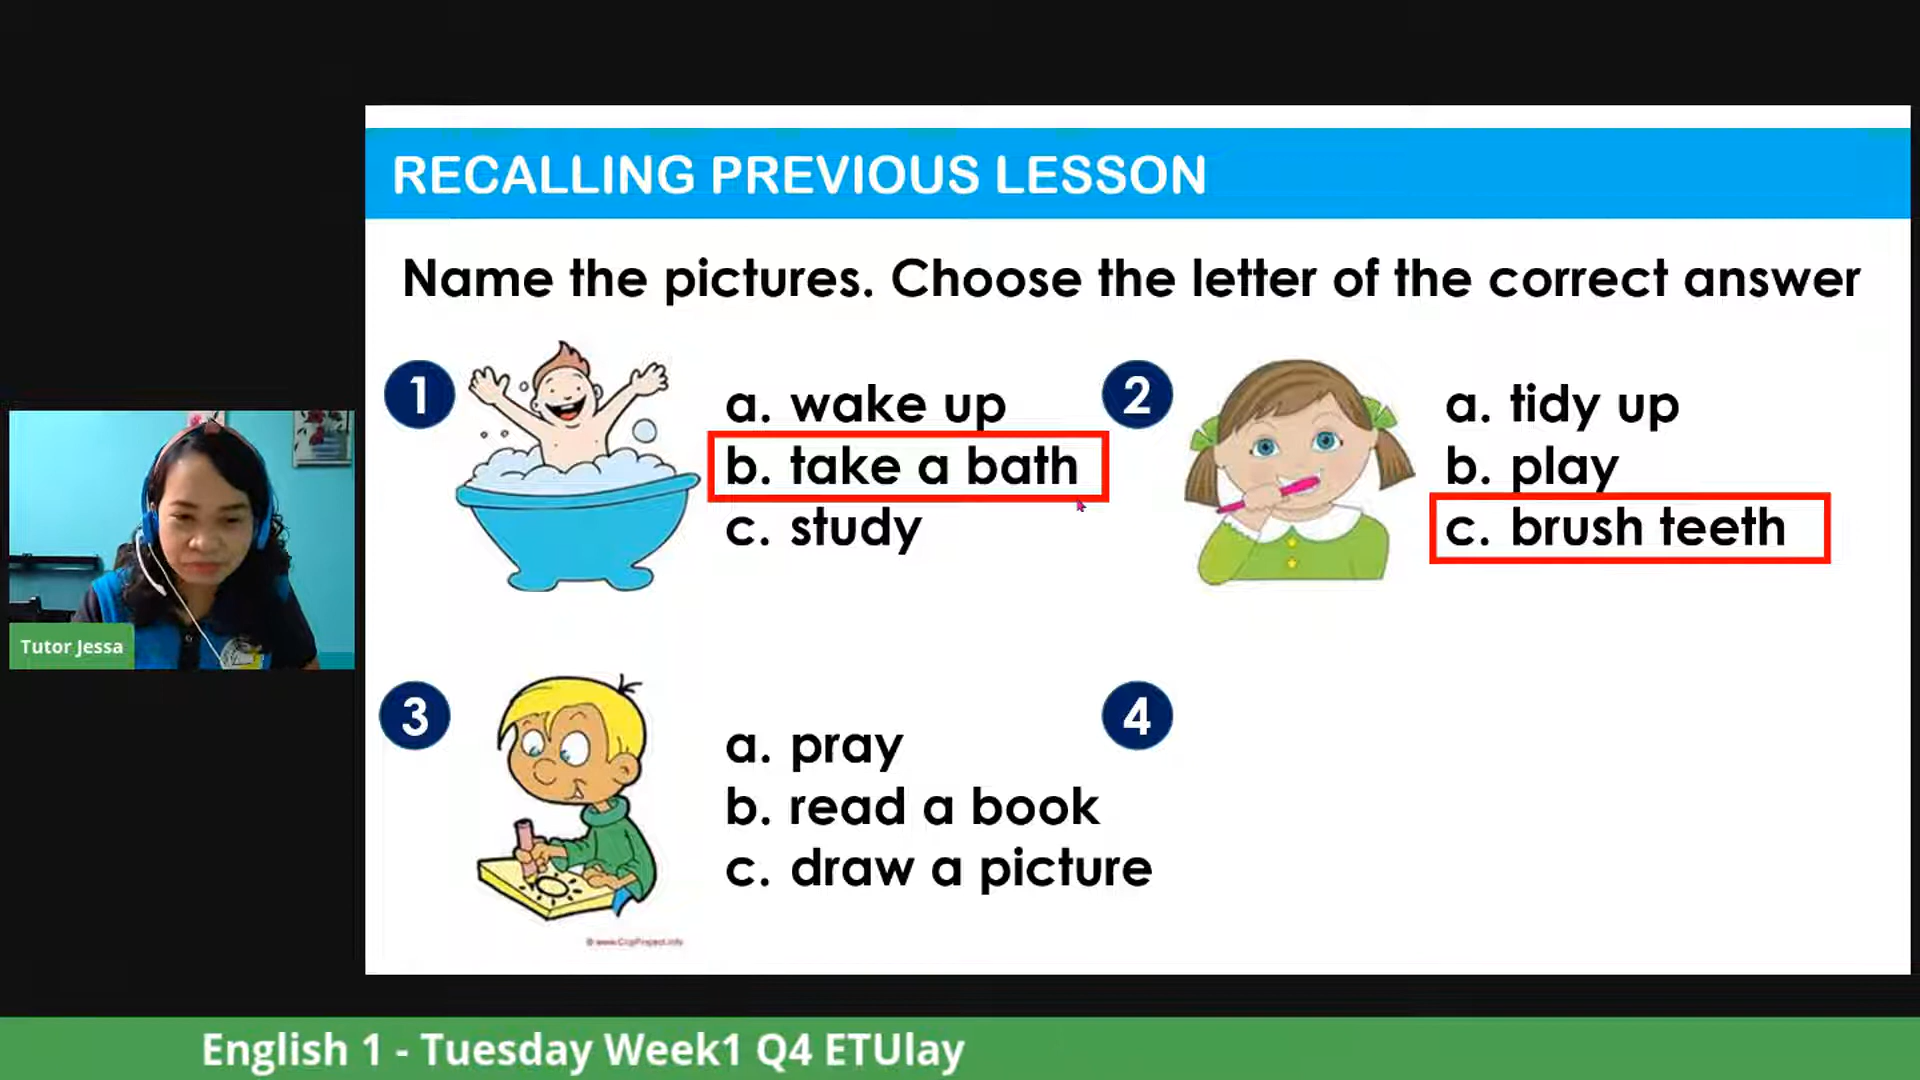 RECALLING PREVIOUS LESSON
Name the pictures. Choose the letter of the correct answer
1
a. wake up
b. take a bath
c. study
2
a. tidy up
b. play
c. brush teeth
Tutor Jessa
3
a. pray
b. read a book
c. draw a picture
4
English 1 - Tuesday Week1 Q4 ETUlay